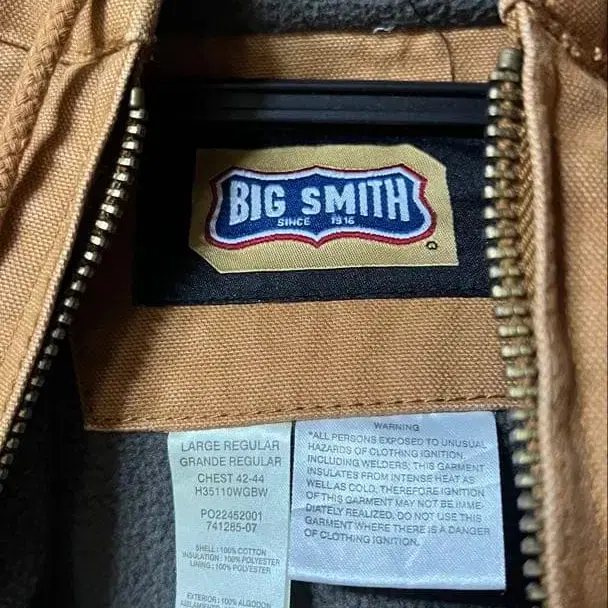 BIG SMITH
SINCE 1916
LARGE REGULAR
GRANDE REGULAR
CHEST 42-44
H35110WGBW
PO22452001
741285-07
SHELL: 100% COTTON
INSULATION: 100% POLYESTER
LINING: 100% POLYESTER
EXTERIOR: 100% ALGODON
WARNING
*ALL PERSONS EXPOSED TO UNUSUAL
HAZARDS OF CLOTHING IGNITION,
INCLUDING WELDERS; THIS GARMENT
INSULATES FROM INTENSE HEAT AS
WELL AS COLD, THEREFORE IGNITION
OF THIS GARMENT MAY NOT BE IMME-
DIATELY REALIZED. DO NOT USE THIS
GARMENT WHERE THERE IS A DANGER
OF CLOTHING IGNITION.